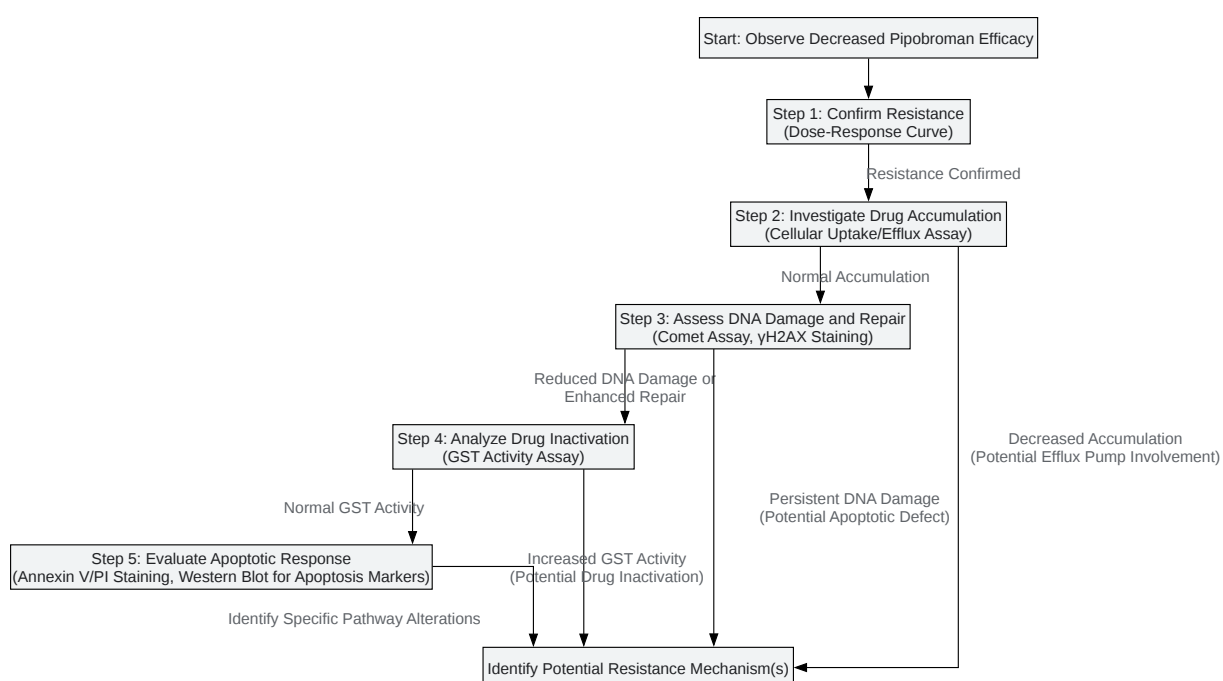 Start: Observe Decreased Pipobroman Efficacy
Step 1: Confirm Resistance
(Dose-Response Curve)
Resistance Confirmed
Step 2: Investigate Drug Accumulation
(Cellular Uptake/Efflux Assay)
Normal Accumulation
Step 3: Assess DNA Damage and Repair
(Comet Assay, γH2AX Staining)
Reduced DNA Damage or
Enhanced Repair
Step 4: Analyze Drug Inactivation
(GST Activity Assay)
Decreased Accumulation
(Potential Efflux Pump Involvement)
Normal GST Activity
Persistent DNA Damage
(Potential Apoptotic Defect)
Step 5: Evaluate Apoptotic Response
(Annexin V/PI Staining, Western Blot for Apoptosis Markers)
Increased GST Activity
(Potential Drug Inactivation)
Identify Specific Pathway Alterations
Identify Potential Resistance Mechanism(s)